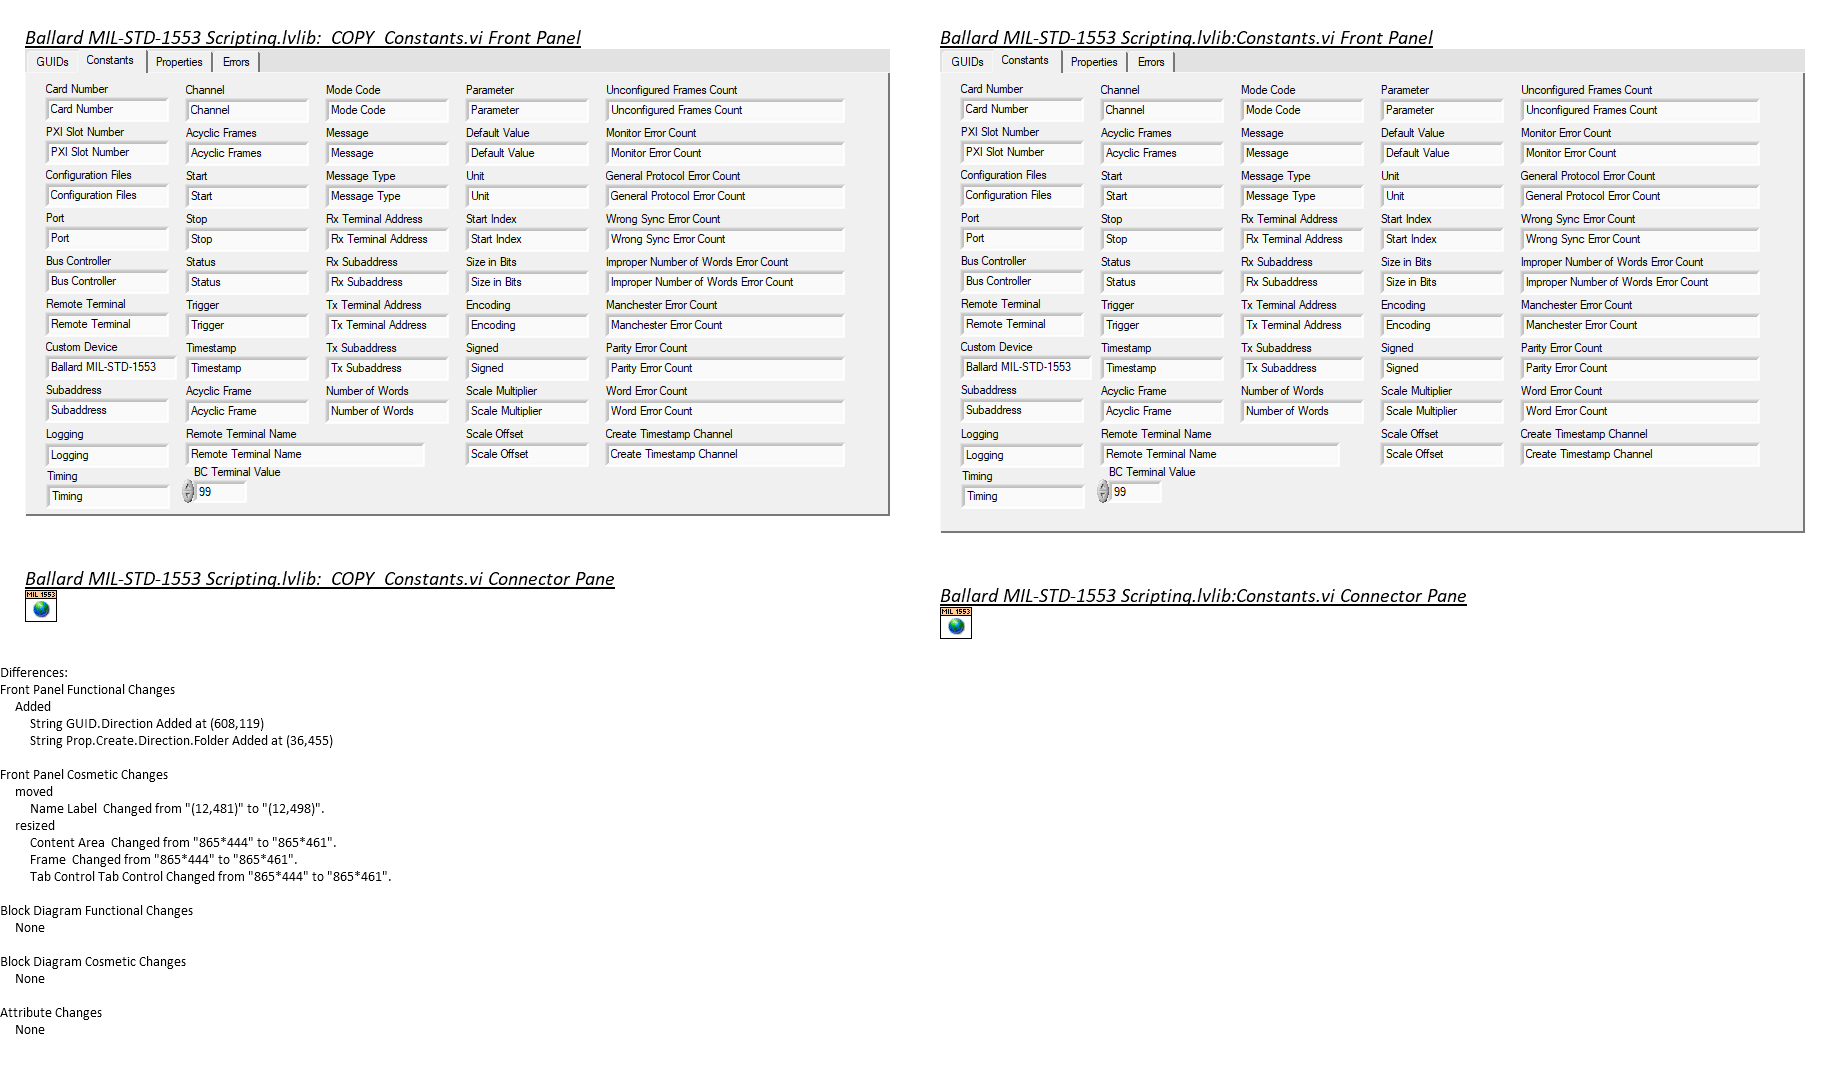 Ballard MIL-STD-1553 Scripting.lvlib:_COPY_Constants.vi Front Panel
GUIDs Constants Properties Errors
Card Number Channel Mode Code Parameter Unconfigured Frames Count
Card Number Channel Mode Code Parameter Unconfigured Frames Count
PXI Slot Number Acyclic Frames Message Default Value Monitor Error Count
PXI Slot Number Acyclic Frames Message Default Value Monitor Error Count
Configuration Files Start Message Type Unit General Protocol Error Count
Configuration Files Start Message Type Unit General Protocol Error Count
Port Stop Rx Terminal Address Start Index Wrong Sync Error Count
Port Stop Rx Terminal Address Start Index Wrong Sync Error Count
Bus Controller Status Rx Subaddress Size in Bits Improper Number of Words Error Count
Bus Controller Status Rx Subaddress Size in Bits Improper Number of Words Error Count
Remote Terminal Trigger Tx Terminal Address Encoding Manchester Error Count
Remote Terminal Trigger Tx Terminal Address Encoding Manchester Error Count
Custom Device Timestamp Tx Subaddress Signed Parity Error Count
Ballard MIL-STD-1553 Timestamp Tx Subaddress Signed Parity Error Count
Subaddress Acyclic Frame Number of Words Scale Multiplier Word Error Count
Subaddress Acyclic Frame Number of Words Scale Multiplier Word Error Count
Logging Remote Terminal Name Scale Offset Create Timestamp Channel
Logging Remote Terminal Name Scale Offset Create Timestamp Channel
Timing BC Terminal Value
Timing 99
Ballard MIL-STD-1553 Scripting.lvlib:_COPY_Constants.vi Connector Pane
MIL 1553
Ballard MIL-STD-1553 Scripting.lvlib:Constants.vi Front Panel
GUIDs Constants Properties Errors
Card Number Channel Mode Code Parameter Unconfigured Frames Count
Card Number Channel Mode Code Parameter Unconfigured Frames Count
PXI Slot Number Acyclic Frames Message Default Value Monitor Error Count
PXI Slot Number Acyclic Frames Message Default Value Monitor Error Count
Configuration Files Start Message Type Unit General Protocol Error Count
Configuration Files Start Message Type Unit General Protocol Error Count
Port Stop Rx Terminal Address Start Index Wrong Sync Error Count
Port Stop Rx Terminal Address Start Index Wrong Sync Error Count
Bus Controller Status Rx Subaddress Size in Bits Improper Number of Words Error Count
Bus Controller Status Rx Subaddress Size in Bits Improper Number of Words Error Count
Remote Terminal Trigger Tx Terminal Address Encoding Manchester Error Count
Remote Terminal Trigger Tx Terminal Address Encoding Manchester Error Count
Custom Device Timestamp Tx Subaddress Signed Parity Error Count
Ballard MIL-STD-1553 Timestamp Tx Subaddress Signed Parity Error Count
Subaddress Acyclic Frame Number of Words Scale Multiplier Word Error Count
Subaddress Acyclic Frame Number of Words Scale Multiplier Word Error Count
Logging Remote Terminal Name Scale Offset Create Timestamp Channel
Logging Remote Terminal Name Scale Offset Create Timestamp Channel
Timing BC Terminal Value
Timing 99
Ballard MIL-STD-1553 Scripting.lvlib:Constants.vi Connector Pane
MIL 1553
Differences:
Front Panel Functional Changes
Added
String GUID.Direction Added at (608,119)
String Prop.Create.Direction.Folder Added at (36,455)
Front Panel Cosmetic Changes
moved
Name Label  Changed from "(12,481)" to "(12,498)".
resized
Content Area  Changed from "865*444" to "865*461".
Frame  Changed from "865*444" to "865*461".
Tab Control Tab Control Changed from "865*444" to "865*461".
Block Diagram Functional Changes
None
Block Diagram Cosmetic Changes
None
Attribute Changes
None